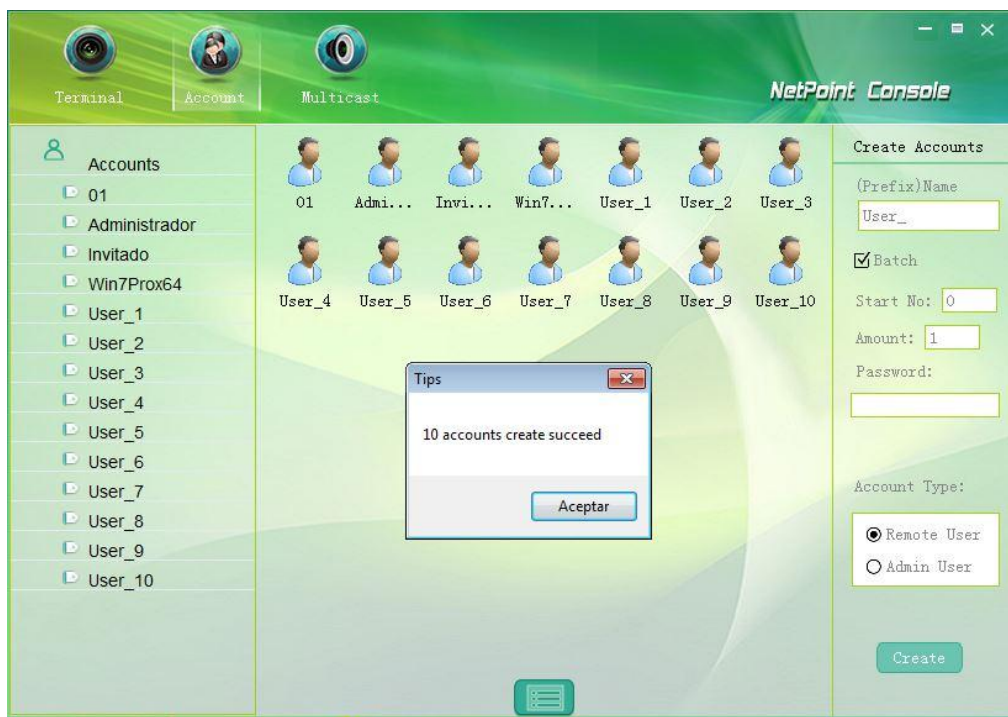 Terminal
Account
Multicast
NetPoint Console
Accounts
01
Administrador
Invitado
Win7Prox64
User_1
User_2
User_3
User_4
User_5
User_6
User_7
User_8
User_9
User_10
01 Admi... Invi... Win7... User_1 User_2 User_3
User_4 User_5 User_6 User_7 User_8 User_9 User_10
Tips
10 accounts create succeed
Aceptar
Create Accounts
(Prefix)Name
User_
Batch
Start No: 0
Amount: 1
Password:
Account Type:
Remote User
Admin User
Create